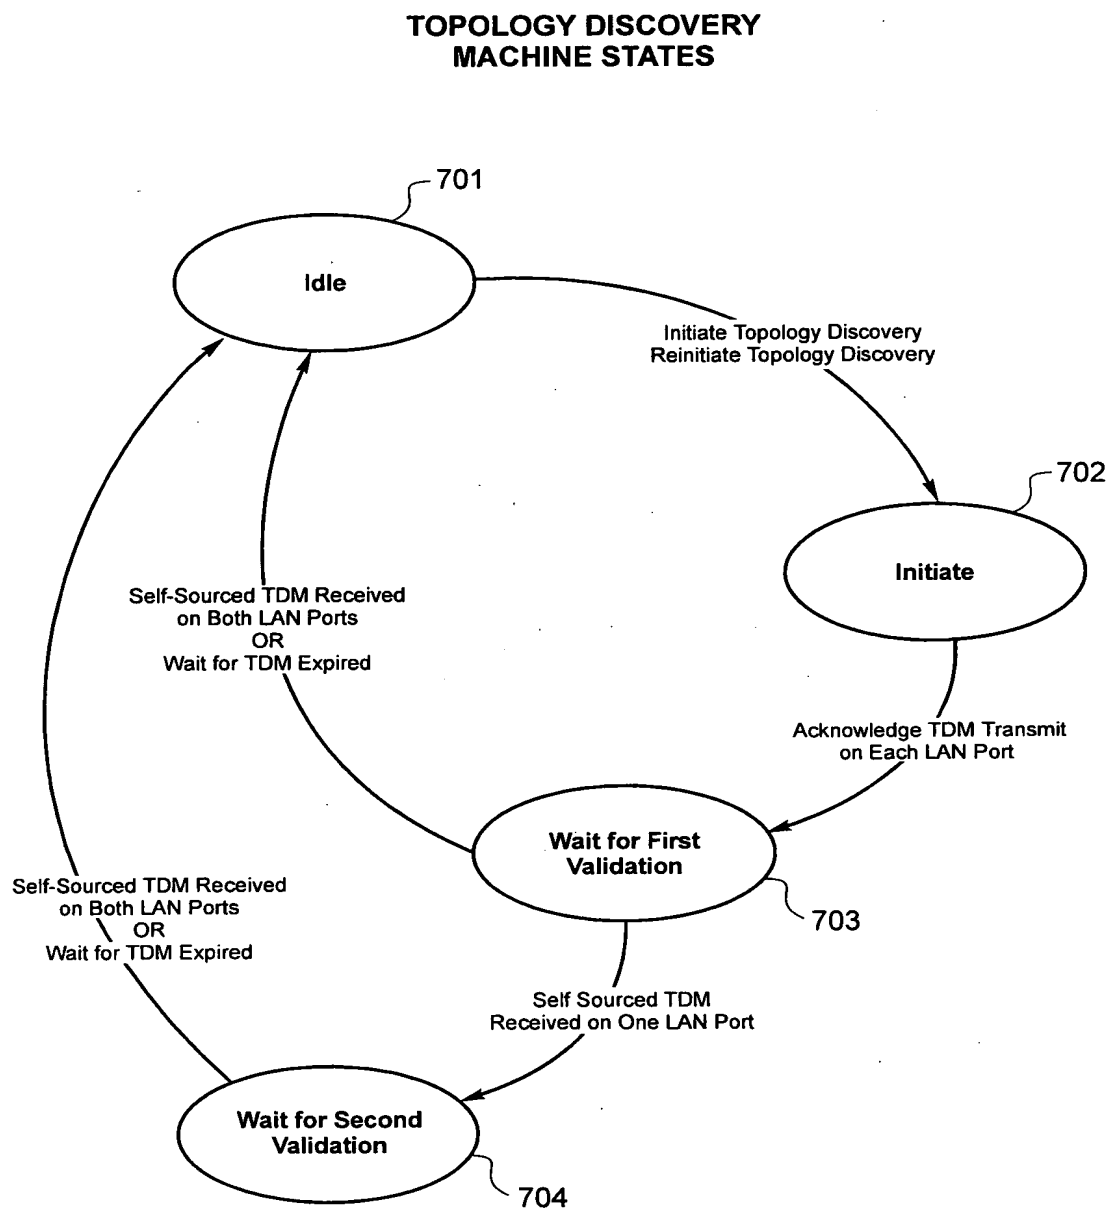 TOPOLOGY DISCOVERY
MACHINE STATES
701
Idle
Initiate Topology Discovery
Reinitiate Topology Discovery
702
Initiate
Self-Sourced TDM Received
on Both LAN Ports
OR
Wait for TDM Expired
Acknowledge TDM Transmit
on Each LAN Port
Wait for First
Validation
703
Self-Sourced TDM Received
on Both LAN Ports
OR
Wait for TDM Expired
Self Sourced TDM
Received on One LAN Port
Wait for Second
Validation
704